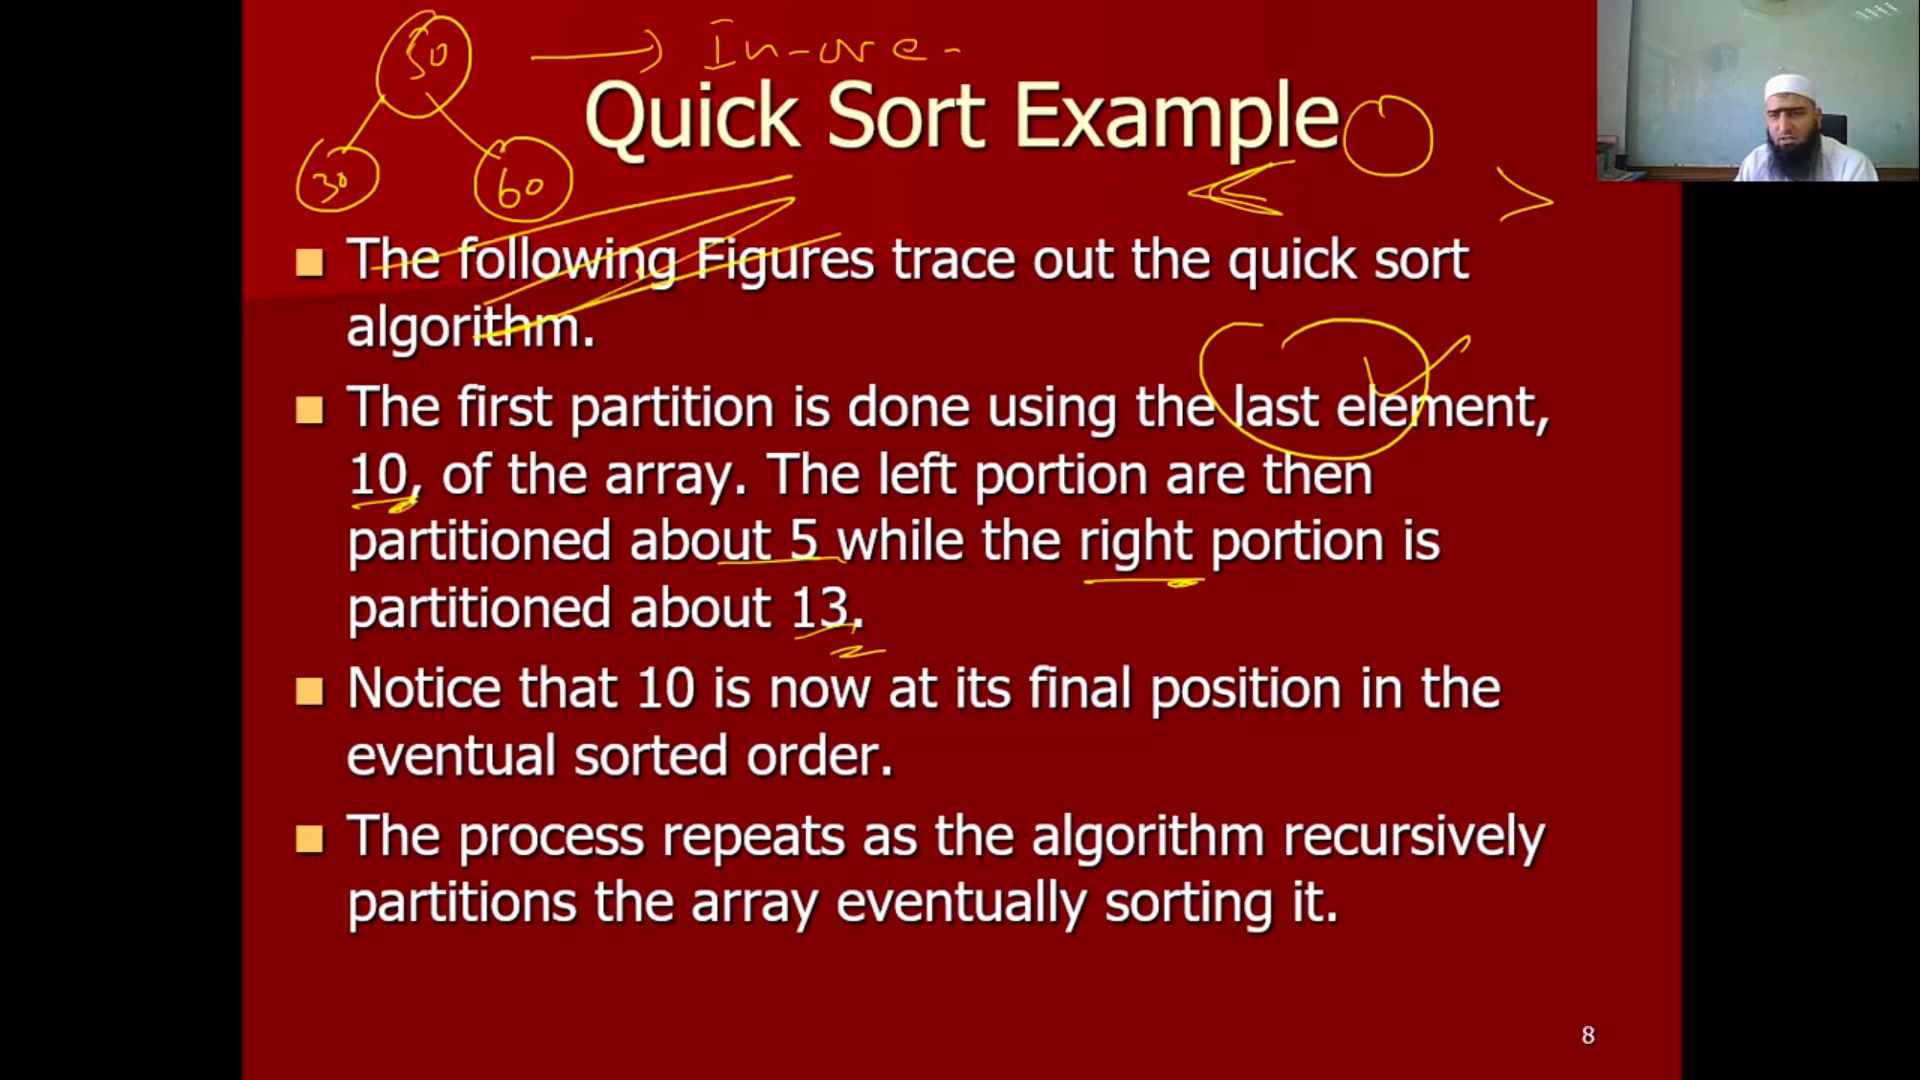 50
In-ore-
Quick Sort Example
30
60
The following Figures trace out the quick sort
algorithm.
The first partition is done using the last element,
10, of the array. The left portion are then
partitioned about 5 while the right portion is
partitioned about 13.
Notice that 10 is now at its final position in the
eventual sorted order.
The process repeats as the algorithm recursively
partitions the array eventually sorting it.
8